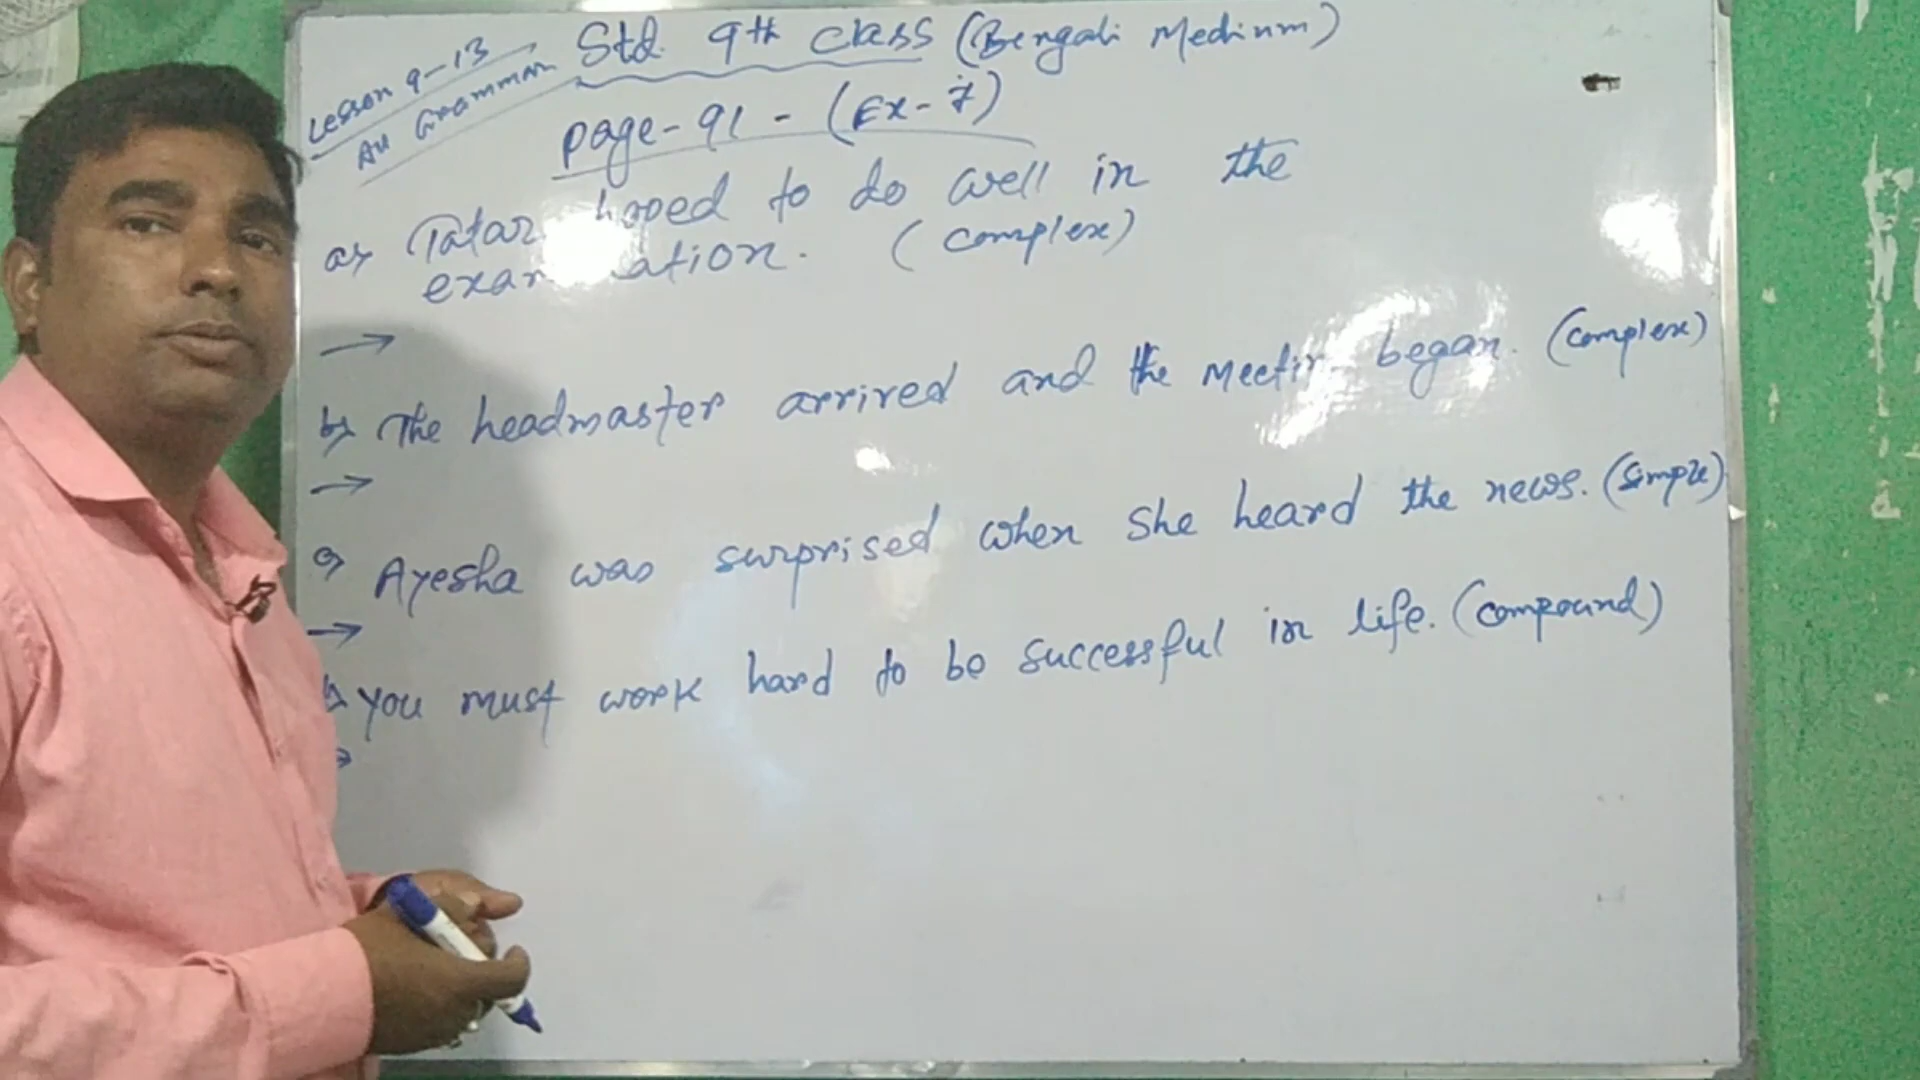 Lesson 9-13
All Grammar
Std. 9th class (Bengali Medium)
Page-91 - (Ex-7)
a> Tatar hoped to do well in the
examination. (complex)
→
b> The headmaster arrived and the meeting began. (complex)
→
c> Ayesha was surprised when she heard the news. (simple)
→
You must work hard to be successful in life. (compound)
→